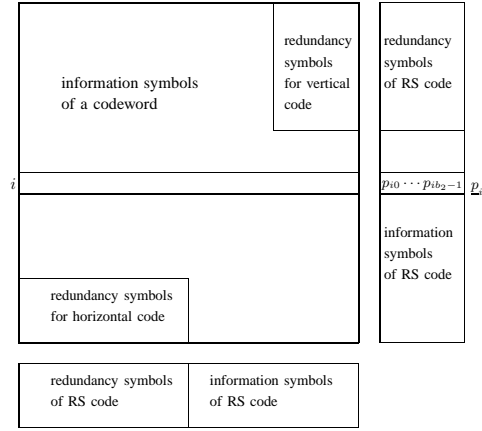 information symbols
of a codeword
redundancy
symbols
for vertical
code
redundancy
symbols
of RS code
i
p_{i0} ··· p_{ib_2−1}
p_i
information
symbols
of RS code
redundancy symbols
for horizontal code
redundancy symbols
of RS code
information symbols
of RS code